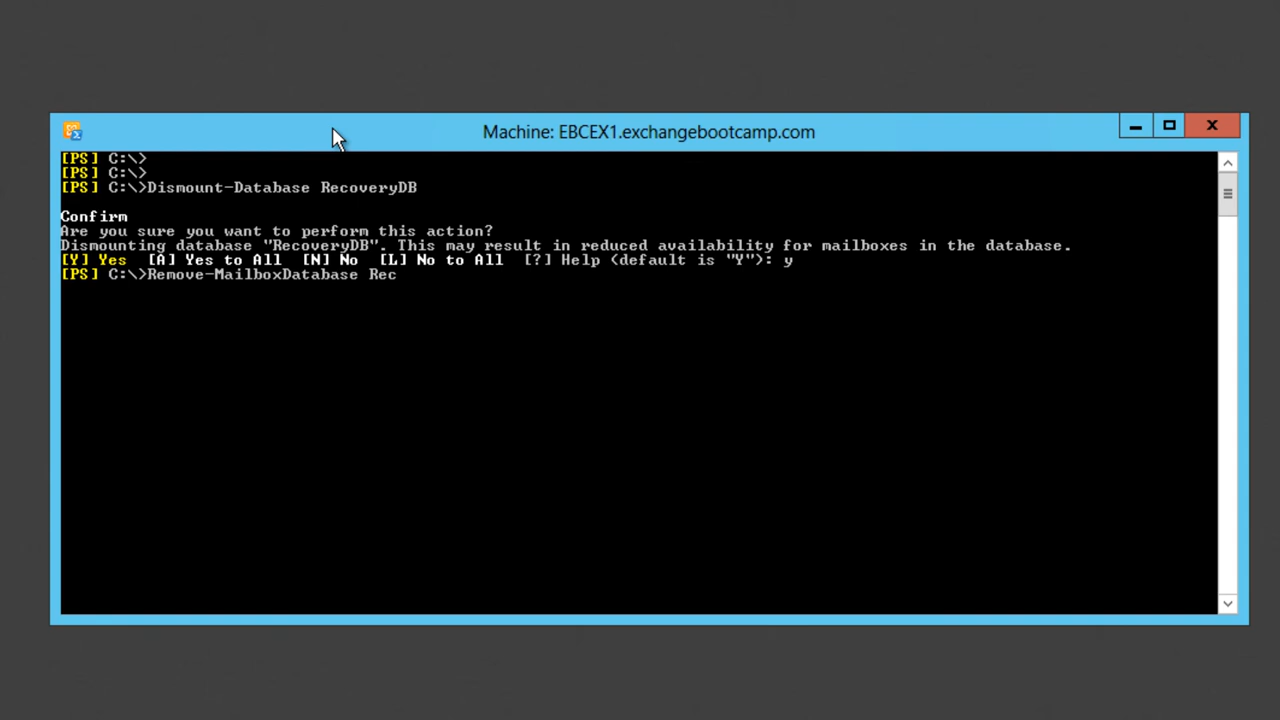 Machine: EBCEX1.exchangebootcamp.com
[PS] C:\>
[PS] C:\>
[PS] C:\>Dismount-Database RecoveryDB
Confirm
Are you sure you want to perform this action?
Dismounting database "RecoveryDB". This may result in reduced availability for mailboxes in the database.
[Y] Yes  [A] Yes to All  [N] No  [L] No to All  [?] Help (default is "Y"): y
[PS] C:\>Remove-MailboxDatabase Rec